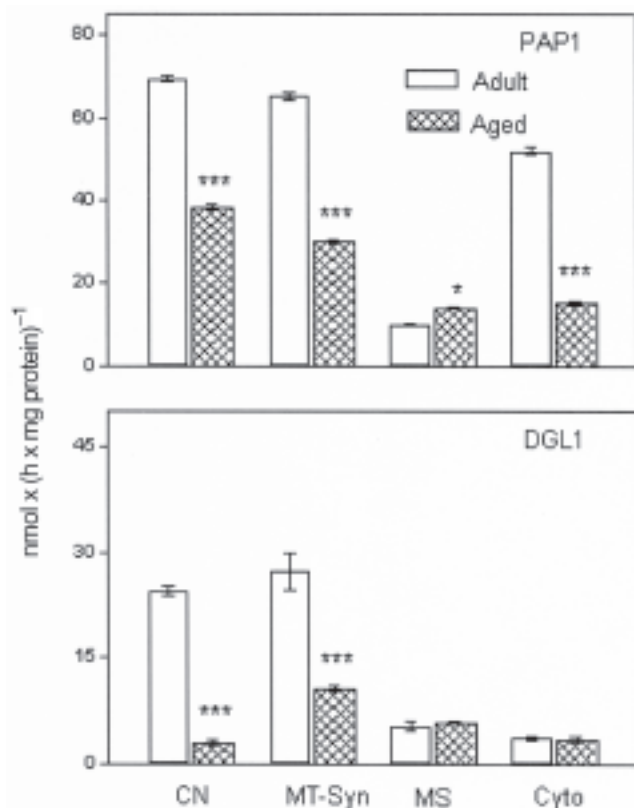 80
PAP1
Adult
60
Aged
***
***
40
***
20
*
0
nmol x (h x mg protein)⁻¹
DGL1
45
30
***
15
***
0
CN MT-Syn MS Cyto